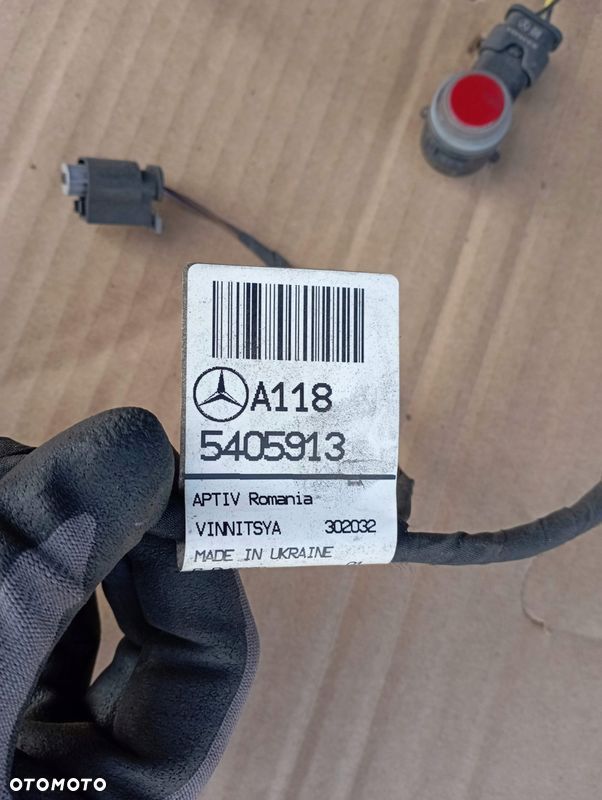 A118
5405913
APTIV Romania
VINNITSYA 302032
MADE IN UKRAINE
OTOMOTO